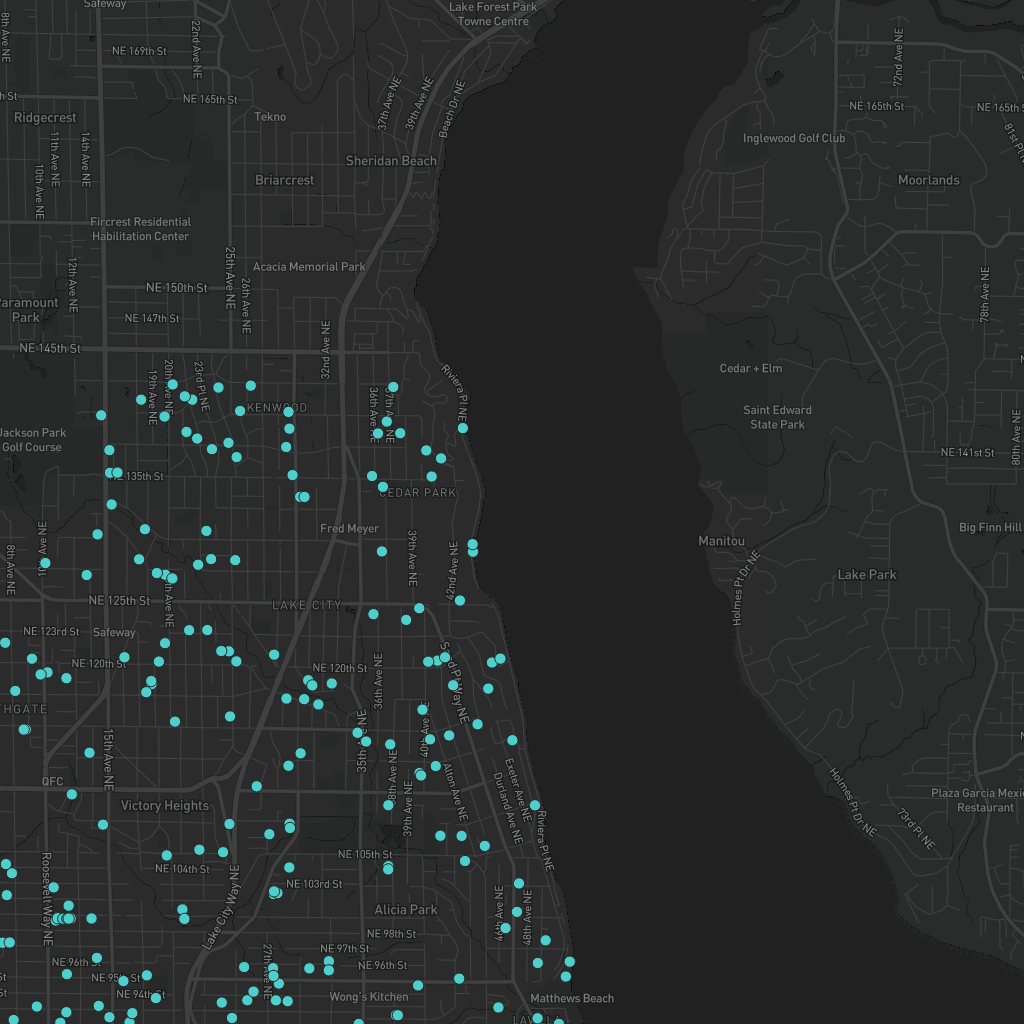 Safeway
Lake Forest Park
Towne Centre
8th Ave NE
22nd Ave NE
72nd Ave NE
NE 169th St
37th Ave NE
39th Ave NE
Beach Dr NE
NE 165th St
NE 165th St
NE 165th
Ridgecrest
Tekno
81st Pl
11th Ave NE
14th Ave NE
Inglewood Golf Club
Sheridan Beach
10th Ave NE
Briarcrest
Moorlands
Fircrest Residential
Habilitation Center
12th Ave NE
25th Ave NE
26th Ave NE
Acacia Memorial Park
78th Ave NE
NE 150th St
Paramount
Park
NE 147th St
32nd Ave NE
NE 145th St
20th Ave NE
19th Ave NE
23rd Pl NE
Riviera Pl NE
Cedar + Elm
KENWOOD
36th Ave NE
37th Ave NE
Saint Edward
State Park
80th Ave NE
Jackson Park
Golf Course
NE 141st St
NE 135th St
CEDAR PARK
Fred Meyer
Big Finn Hill
Manitou
8th Ave NE
39th Ave NE
42nd Ave NE
Holmes Pt Dr NE
Lake Park
NE 125th St
LAKE CITY
NE 123rd St
Safeway
NE 120th St
NE 120th St
36th Ave NE
Sand Pt Way NE
15th Ave NE
35th Ave NE
40th Ave NE
QFC
Alton Ave NE
39th Ave NE
Exeter Ave NE
Durland Ave NE
Riviera Pl NE
Victory Heights
Holmes Pt Dr NE
73rd Pl NE
Plaza Garcia Mexic
Restaurant
NE 105th St
NE 104th St
NE 103rd St
Roosevelt Way NE
Lake City Way NE
Alicia Park
46th Ave NE
48th Ave NE
NE 98th St
NE 97th St
NE 96th St
NE 96th St
27th Ave NE
NE 95th St
NE 94th St
Wong's Kitchen
Matthews Beach